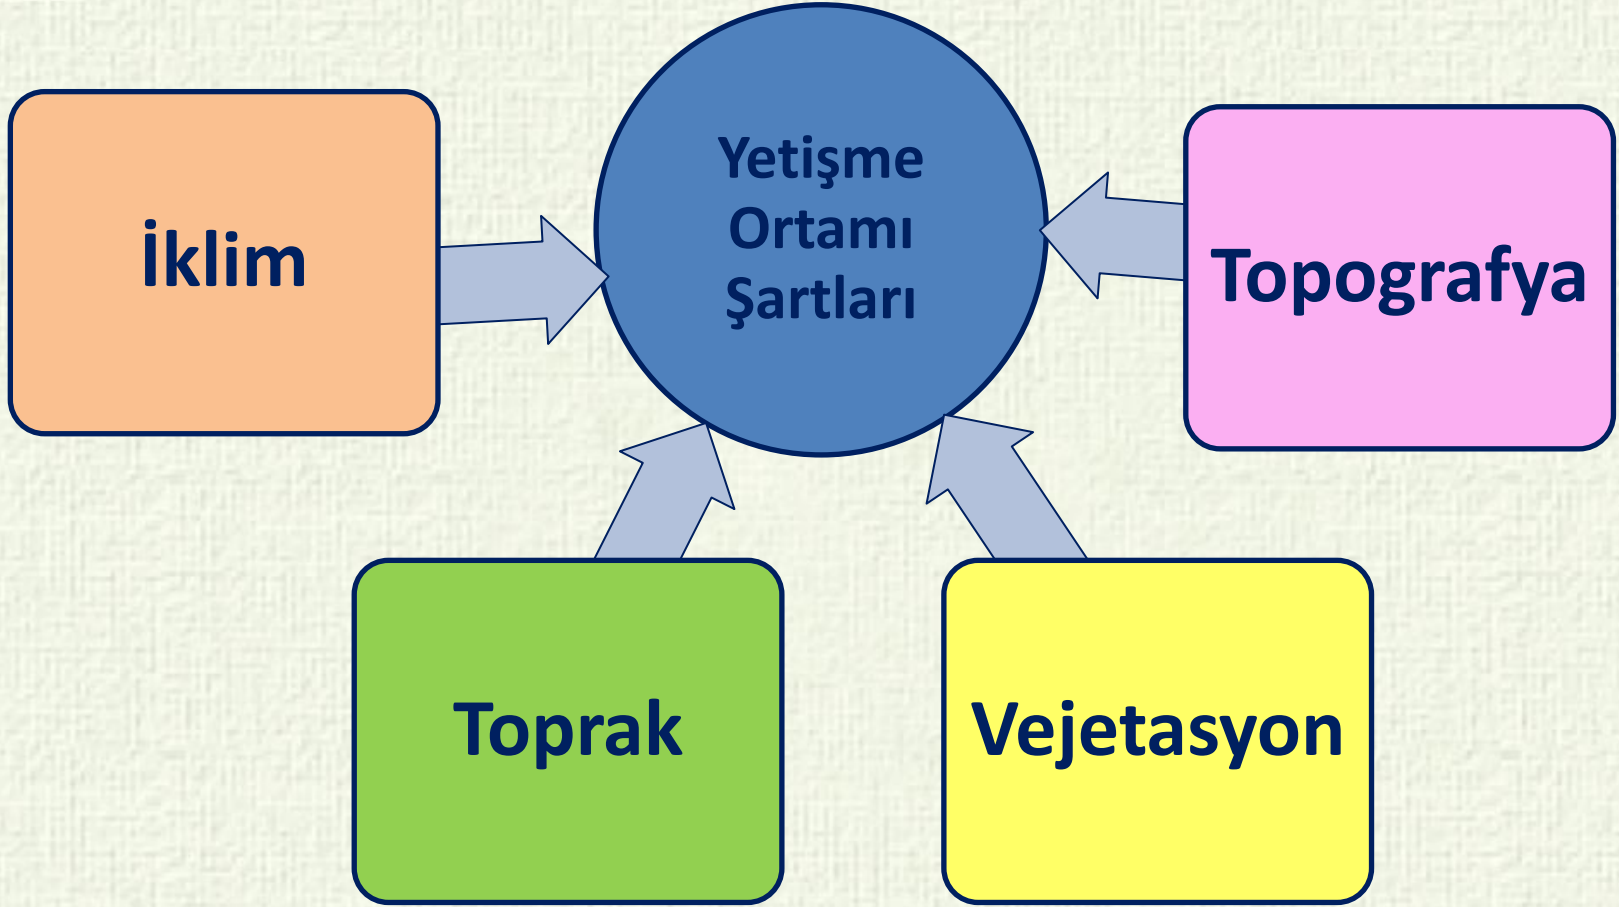 Yetişme
Ortamı
Şartları
İklim
Topografya
Toprak
Vejetasyon